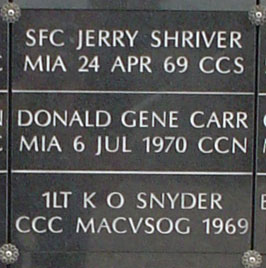 SFC JERRY SHRIVER
MIA 24 APR 69 CCS
DONALD GENE CARR
MIA 6 JUL 1970 CCN
1LT K O SNYDER
CCC MACVSOG 1969